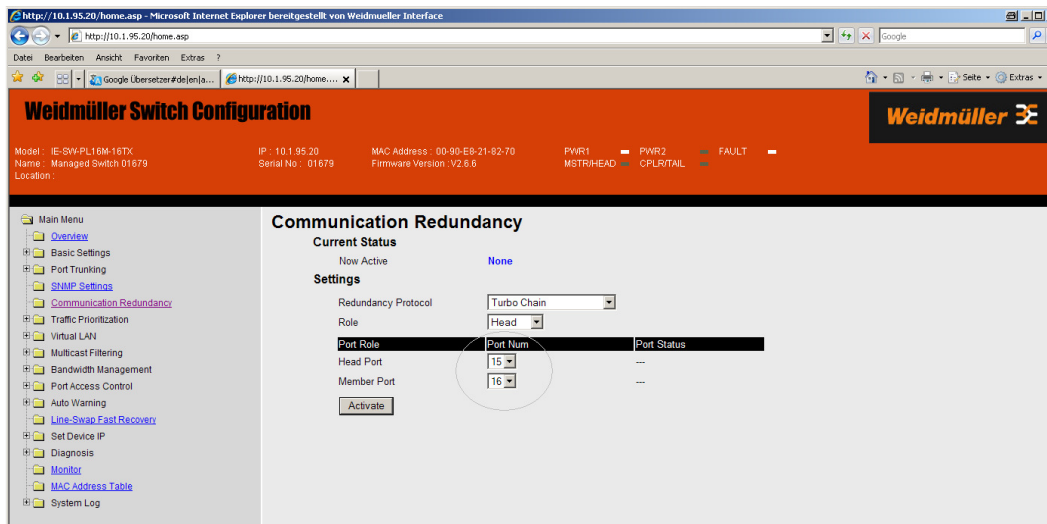 http://10.1.95.20/home.asp - Microsoft Internet Explorer bereitgestellt von Weidmueller Interface
http://10.1.95.20/home.asp
Google
Datei Bearbeiten Ansicht Favoriten Extras ?
Google Übersetzer#de|en|a...
http://10.1.95.20/home....
Seite
Extras
Weidmüller Switch Configuration
Weidmüller
Model : IE-SW-PL16M-16TX
IP : 10.1.95.20
MAC Address : 00-90-E8-21-82-70
PWR1
PWR2
FAULT
Name : Managed Switch 01679
Serial No : 01679
Firmware Version :V2.6.6
MSTR/HEAD
CPLR/TAIL
Location :
Main Menu
Overview
Basic Settings
Port Trunking
SNMP Settings
Communication Redundancy
Traffic Prioritization
Virtual LAN
Multicast Filtering
Bandwidth Management
Port Access Control
Auto Warning
Line-Swap Fast Recovery
Set Device IP
Diagnosis
Monitor
MAC Address Table
System Log
Communication Redundancy
Current Status
Now Active None
Settings
Redundancy Protocol Turbo Chain
Role Head
Port Role Port Num Port Status
Head Port 15 ---
Member Port 16 ---
Activate